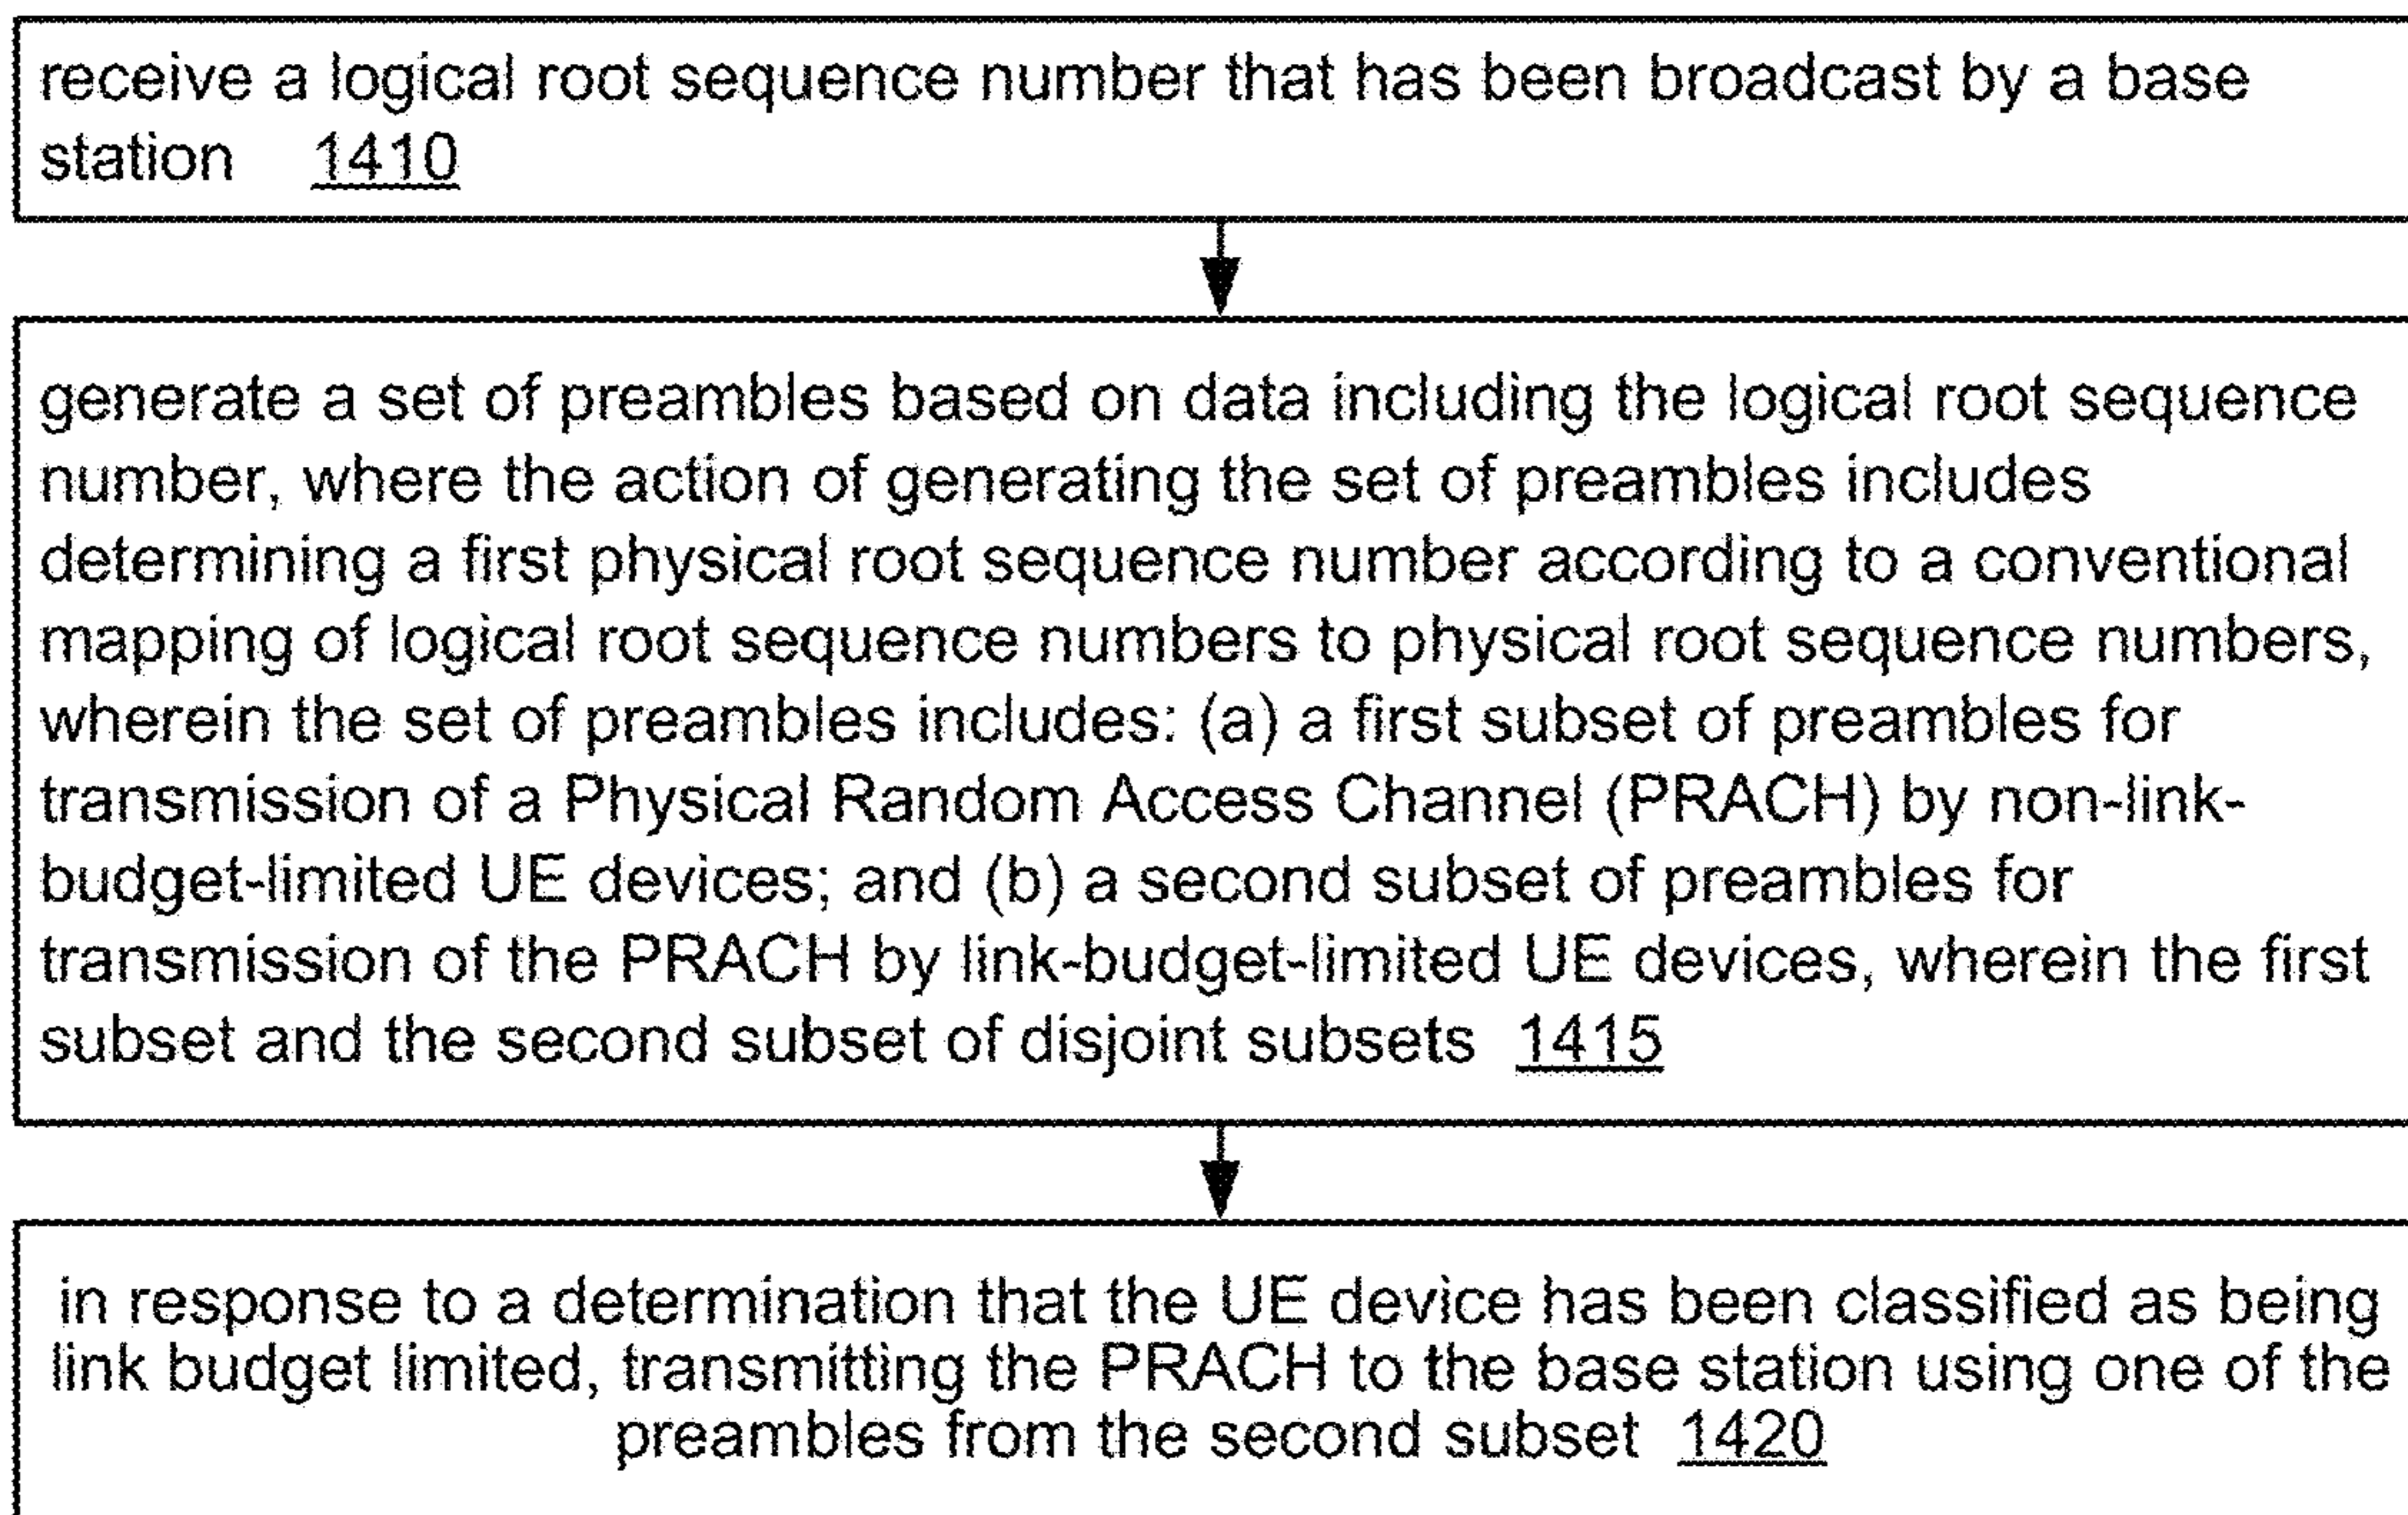 receive a logical root sequence number that has been broadcast by a base
station 1410
generate a set of preambles based on data including the logical root sequence
number, where the action of generating the set of preambles includes
determining a first physical root sequence number according to a conventional
mapping of logical root sequence numbers to physical root sequence numbers,
wherein the set of preambles includes: (a) a first subset of preambles for
transmission of a Physical Random Access Channel (PRACH) by non-link-
budget-limited UE devices; and (b) a second subset of preambles for
transmission of the PRACH by link-budget-limited UE devices, wherein the first
subset and the second subset of disjoint subsets 1415
in response to a determination that the UE device has been classified as being
link budget limited, transmitting the PRACH to the base station using one of the
preambles from the second subset 1420